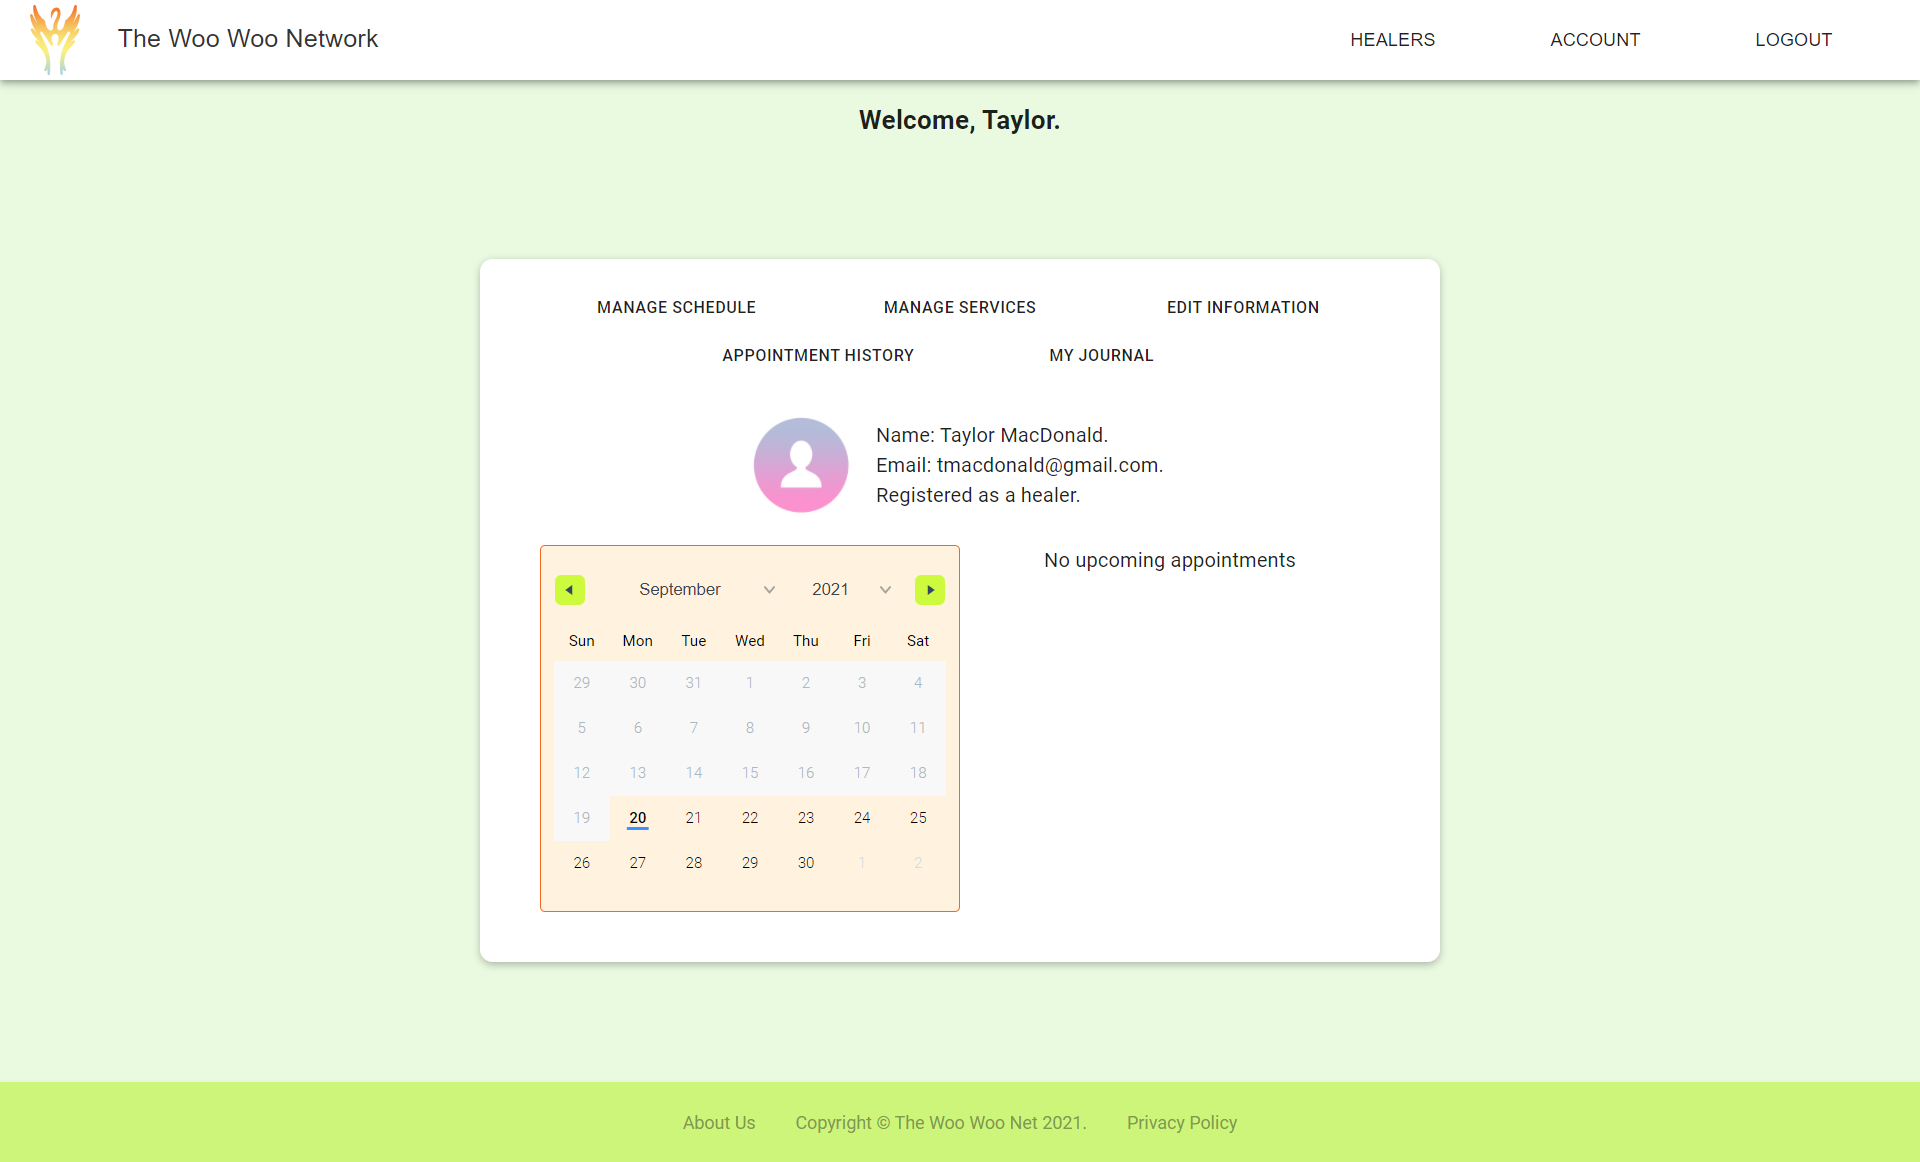 The Woo Woo Network
HEALERS ACCOUNT LOGOUT
Welcome, Taylor.
MANAGE SCHEDULE MANAGE SERVICES EDIT INFORMATION
APPOINTMENT HISTORY MY JOURNAL
Name: Taylor MacDonald.
Email: tmacdonald@gmail.com.
Registered as a healer.
September 2021
Sun Mon Tue Wed Thu Fri Sat
29 30 31 1 2 3 4
5 6 7 8 9 10 11
12 13 14 15 16 17 18
19 20 21 22 23 24 25
26 27 28 29 30 1 2
No upcoming appointments
About Us Copyright © The Woo Woo Net 2021. Privacy Policy